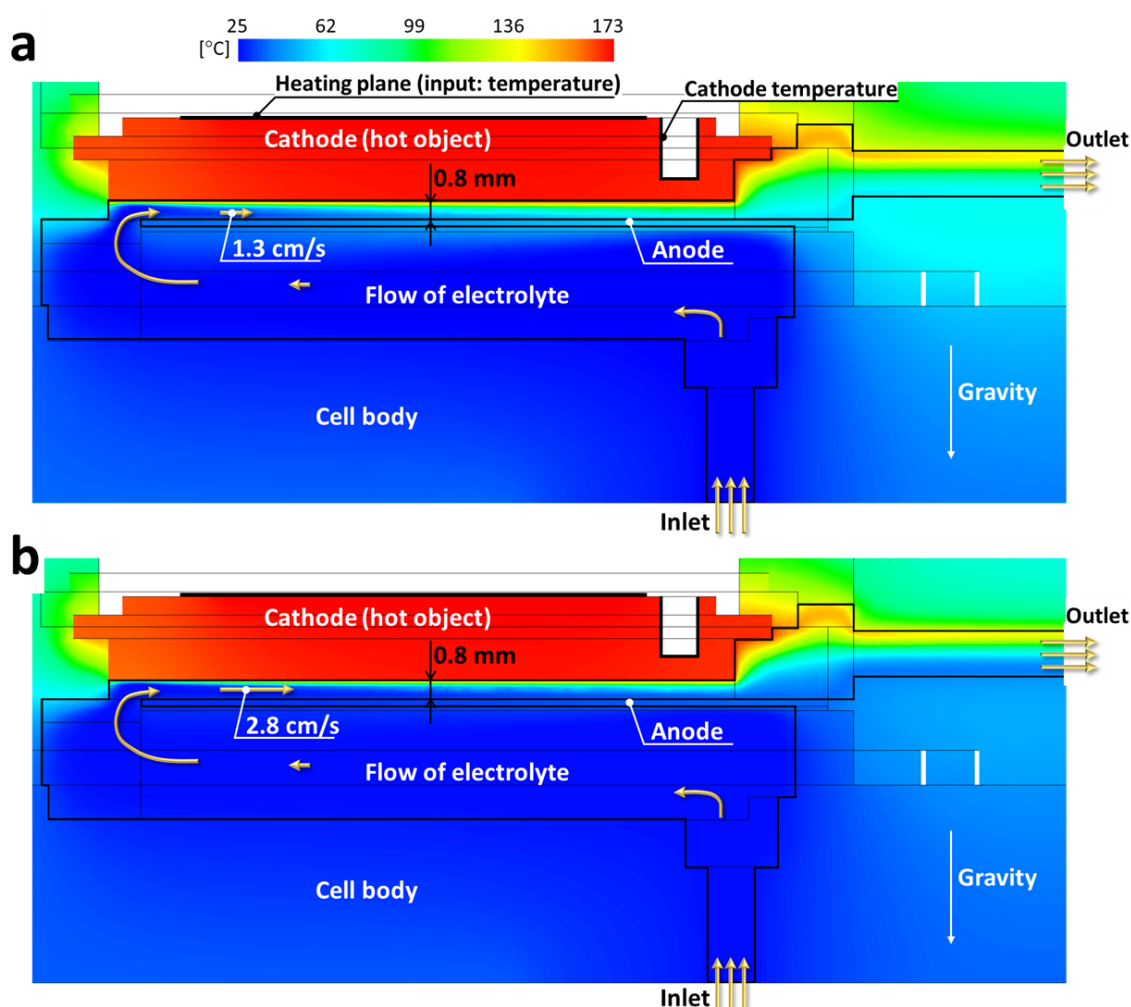 a
25 62 99 136 173
[°C]
Heating plane (input: temperature)
Cathode temperature
Cathode (hot object)
Outlet
0.8 mm
1.3 cm/s
Anode
Flow of electrolyte
Gravity
Cell body
Inlet
b
Cathode (hot object)
Outlet
0.8 mm
2.8 cm/s
Anode
Flow of electrolyte
Gravity
Cell body
Inlet